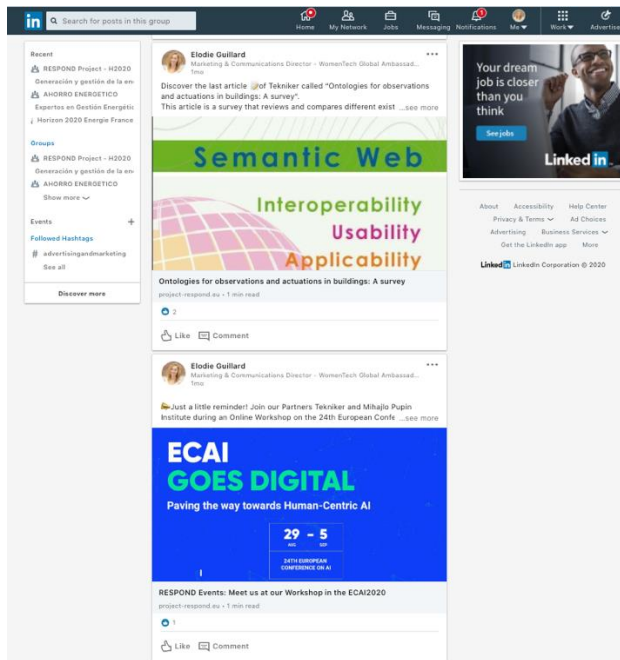 in Search for posts in this group
Home My Network Jobs Messaging Notifications Me Work Advertise
Recent
RESPOND Project - H2020
Generación y gestión de la en
AHORRO ENERGETICO
Expertos en Gestión Energétic
Horizon 2020 Energie France
Groups
RESPOND Project - H2020
Generación y gestión de la en
AHORRO ENERGETICO
Show more
Events +
Followed Hashtags
# advertisingandmarketing
See all
Discover more
Elodie Guillard
Marketing & Communications Director - WomenTech Global Ambassad...
1mo
Discover the last article of Tekniker called "Ontologies for observations
and actuations in buildings: A survey".
This article is a survey that reviews and compares different exist ...see more
Semantic Web
Interoperability
Usability
Applicability
Ontologies for observations and actuations in buildings: A survey
project-respond.eu • 1 min read
2
Like Comment
Elodie Guillard
Marketing & Communications Director - WomenTech Global Ambassad...
1mo
Just a little reminder! Join our Partners Tekniker and Mihajlo Pupin
Institute during an Online Workshop on the 24th European Confe ...see more
ECAI
GOES DIGITAL
Paving the way towards Human-Centric AI
29 - 5
AUG SEP
24TH EUROPEAN
CONFERENCE ON AI
RESPOND Events: Meet us at our Workshop in the ECAI2020
project-respond.eu • 1 min read
1
Like Comment
Your dream
job is closer
than you
think
See jobs
Linked in
About Accessibility Help Center
Privacy & Terms Ad Choices
Advertising Business Services
Get the LinkedIn app More
Linked in LinkedIn Corporation © 2020